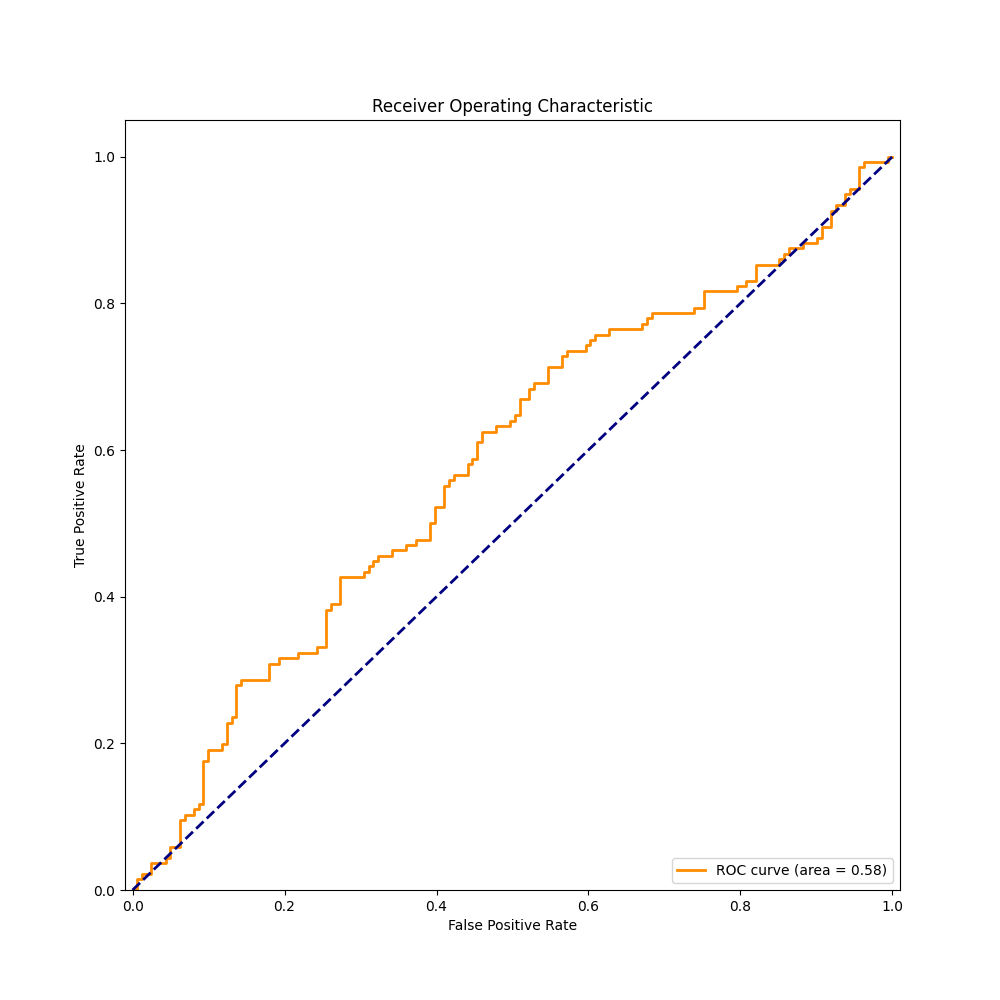 Receiver Operating Characteristic
True Positive Rate
1.0
0.8
0.6
0.4
0.2
0.0
ROC curve (area = 0.58)
0.0 0.2 0.4 0.6 0.8 1.0
False Positive Rate